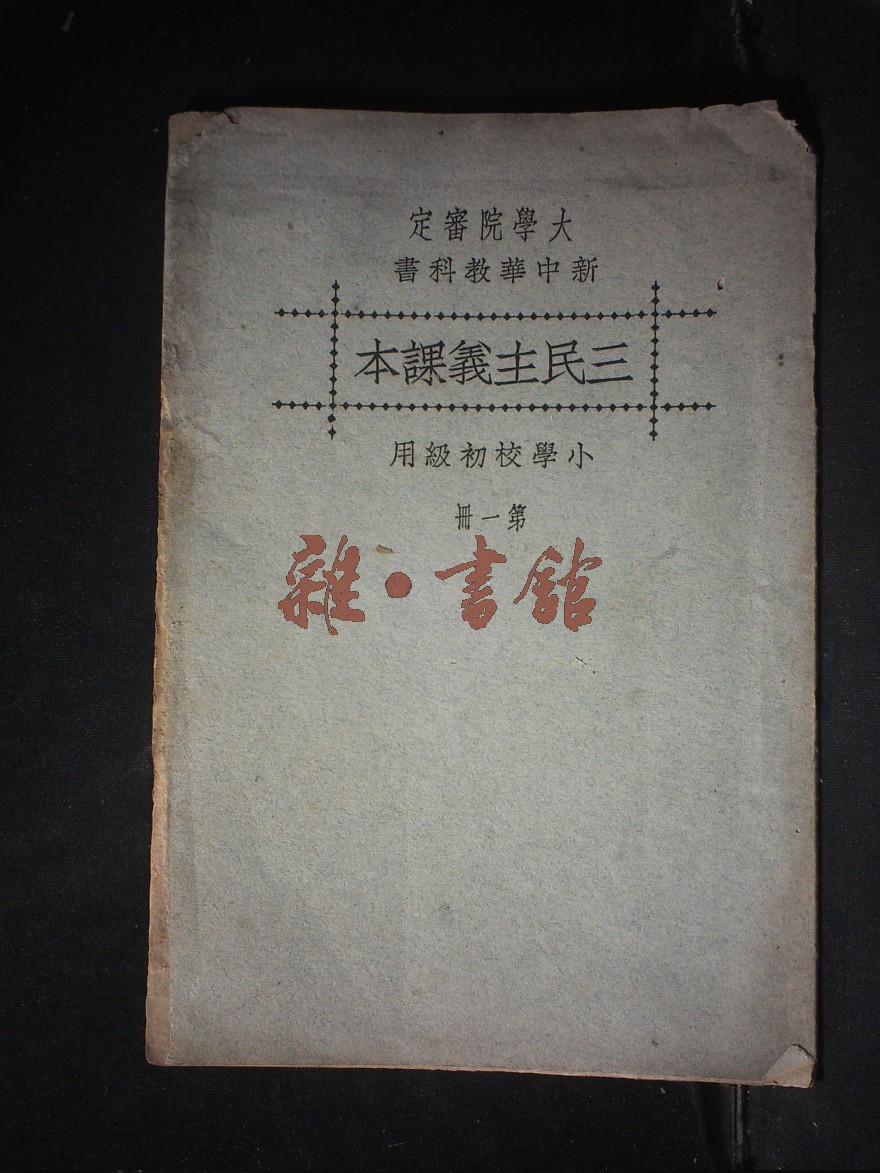 大學院審定
新中華教科書
三民主義課本
小學校初級用
第一冊
雜·書館